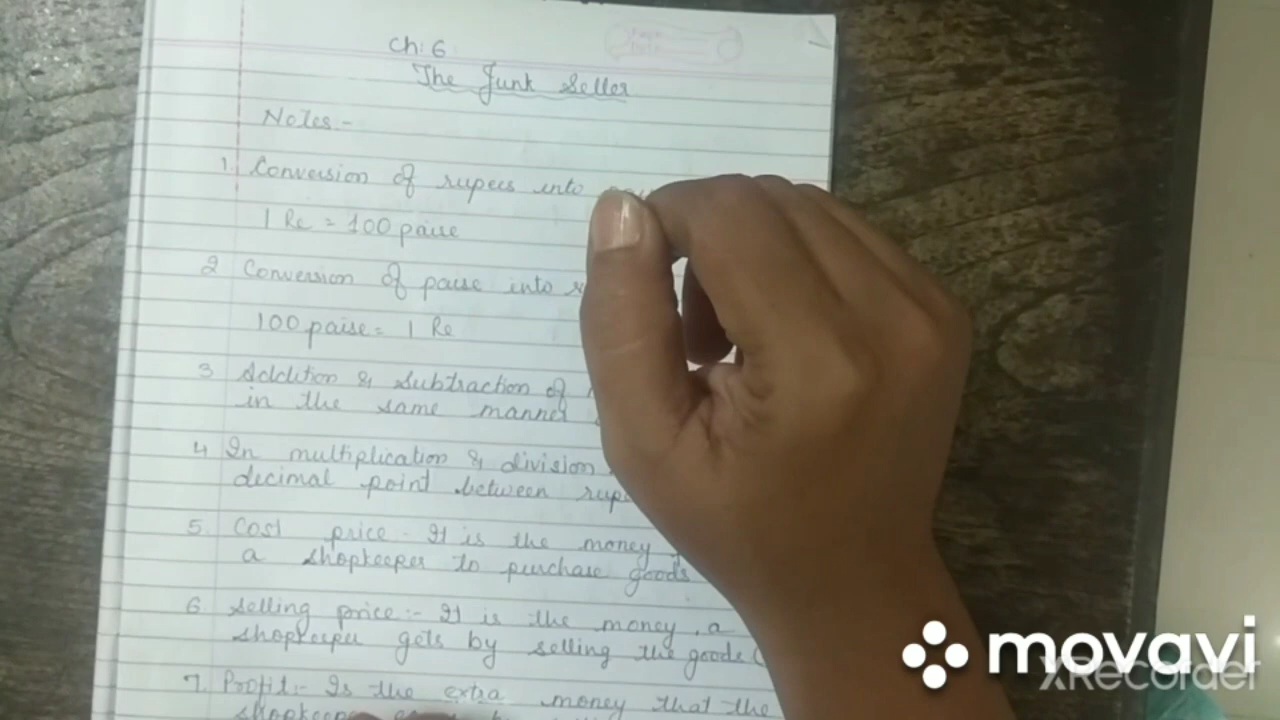 Ch: 6
The Junk Seller
Notes:-
1. Conversion of rupees into
1 Re = 100 paise
2 Conversion of paise into
100 paise = 1 Re
3 Addition & Subtraction of
in the same manner
4 In multiplication & division
decimal point between
5. Cost price - It is the money
a shopkeeper to purchase goods
6. Selling price:- It is the money, a
shopkeeper gets by selling the goods (
7. Profit:- Is the extra money that the
shopkeeper
movavi
XRecorder